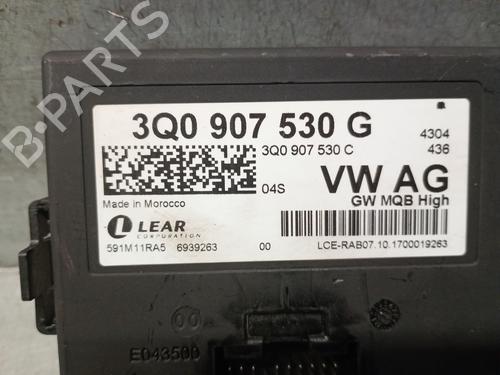 3Q0 907 530 G 4304
3Q0 907 530 C 436
04S VW AG
Made in Morocco GW MQB High
LEAR
CORPORATION
591M11RA5 6939263 00 LCE-RAB07.10.1700019263
E043500
B-PARTS